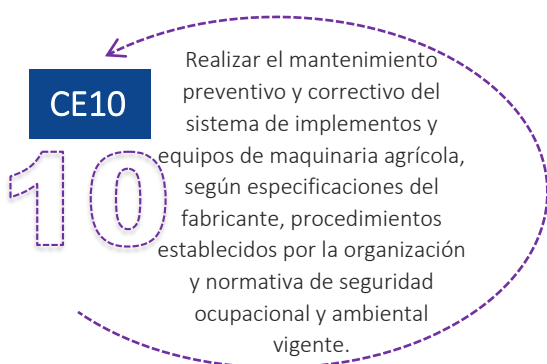 CE10
10
Realizar el mantenimiento
preventivo y correctivo del
sistema de implementos y
equipos de maquinaria agrícola,
según especificaciones del
fabricante, procedimientos
establecidos por la organización
y normativa de seguridad
ocupacional y ambiental
vigente.